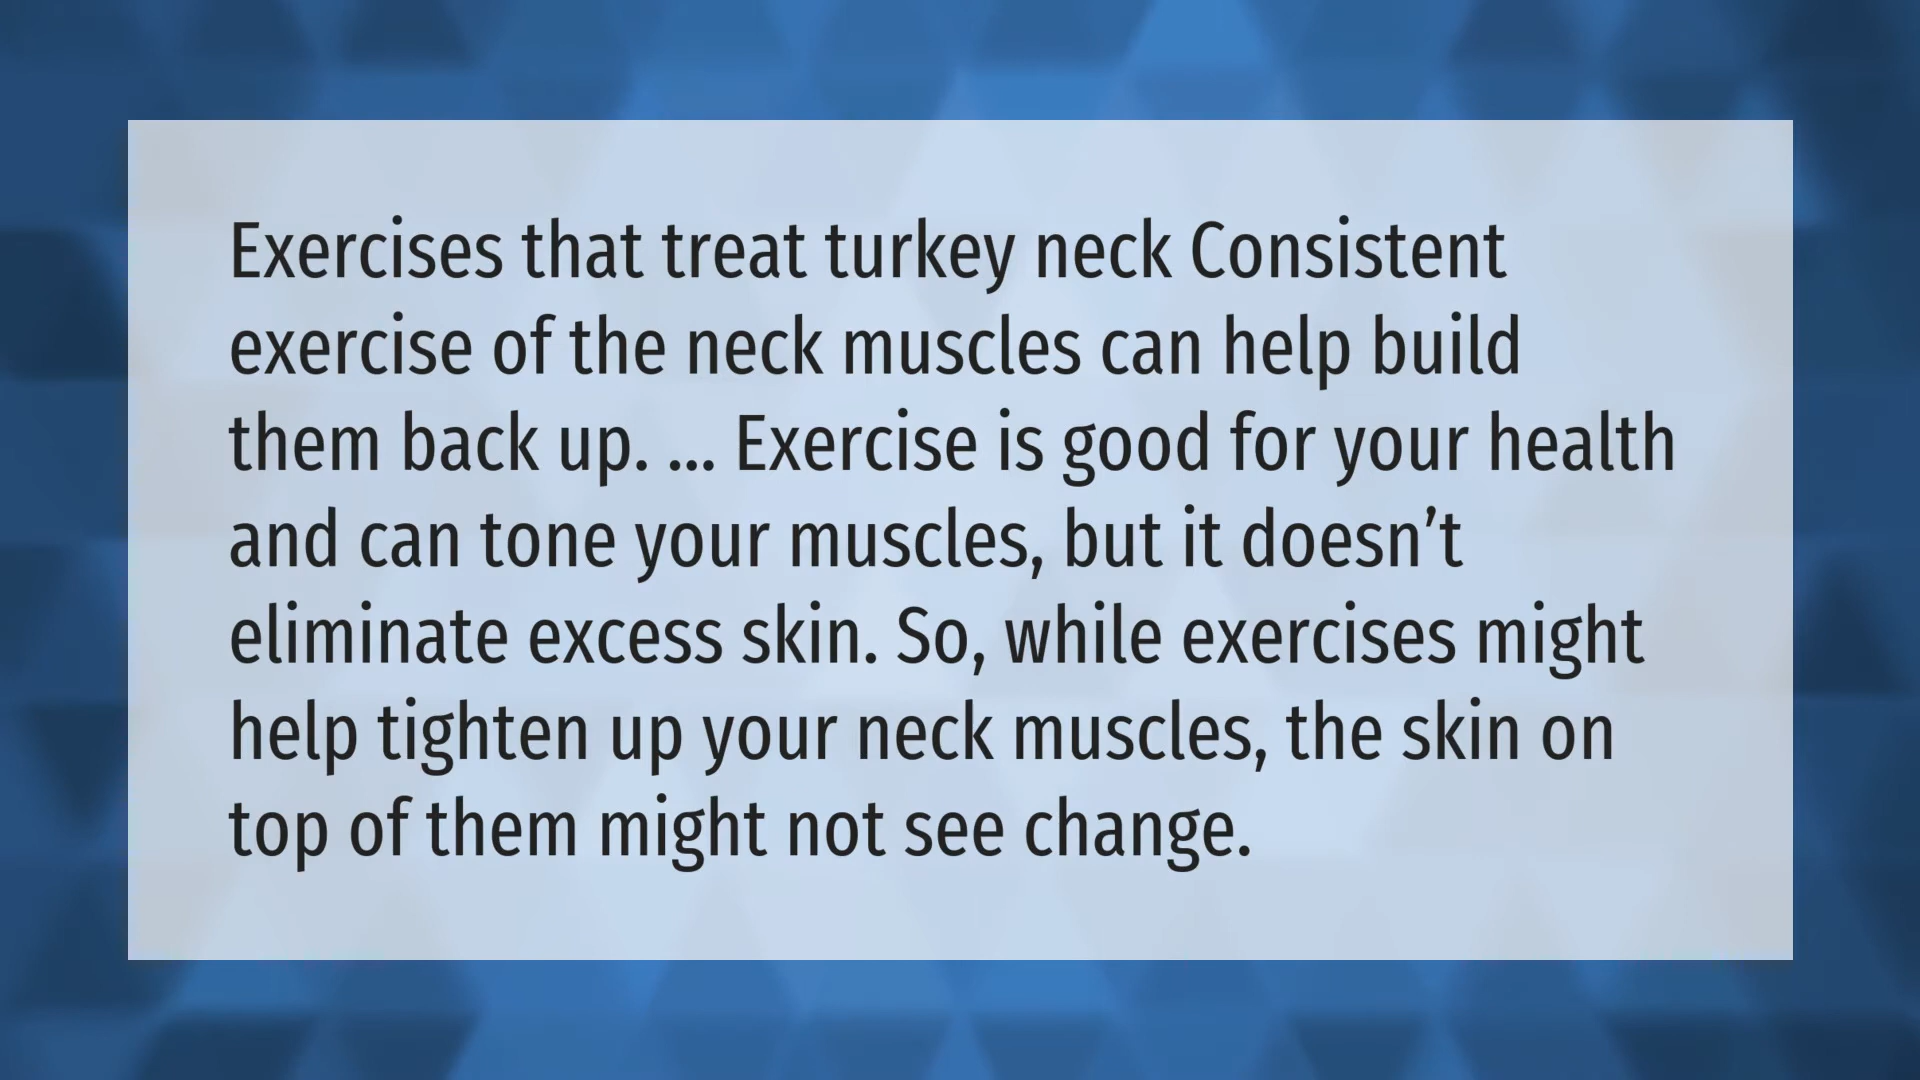 Exercises that treat turkey neck Consistent
exercise of the neck muscles can help build
them back up. ... Exercise is good for your health
and can tone your muscles, but it doesn’t
eliminate excess skin. So, while exercises might
help tighten up your neck muscles, the skin on
top of them might not see change.